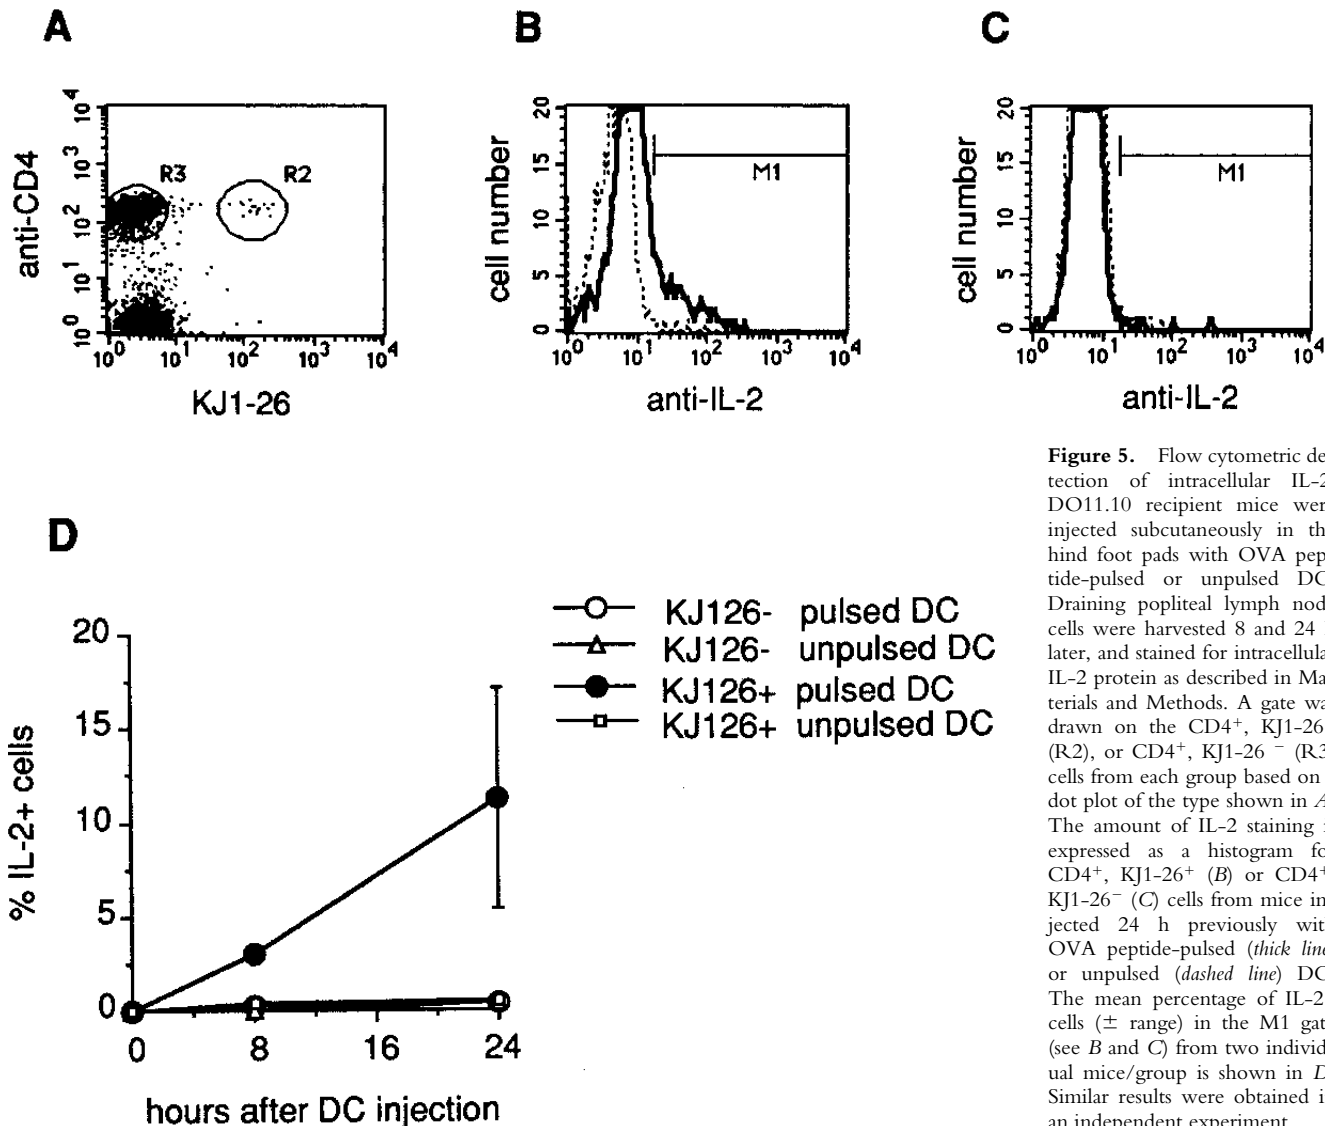 A
B
C
anti-CD4
10^4
10^3
10^2
10^1
10^0
R3
R2
10^0 10^1 10^2 10^3 10^4
KJ1-26
cell number
20
15
10
5
0
M1
10^0 10^1 10^2 10^3 10^4
anti-IL-2
cell number
20
15
10
5
0
M1
10^0 10^1 10^2 10^3 10^4
anti-IL-2
Figure 5. Flow cytometric de
tection of intracellular IL-2
DO11.10 recipient mice wer
injected subcutaneously in th
hind foot pads with OVA pep
tide-pulsed or unpulsed DC
Draining popliteal lymph nod
cells were harvested 8 and 24
later, and stained for intracellula
IL-2 protein as described in Ma
terials and Methods. A gate wa
drawn on the CD4+, KJ1-26
(R2), or CD4+, KJ1-26 − (R3
cells from each group based on
dot plot of the type shown in A
The amount of IL-2 staining
expressed as a histogram fo
CD4+, KJ1-26+ (B) or CD4+
KJ1-26− (C) cells from mice in
jected 24 h previously wit
OVA peptide-pulsed (thick line
or unpulsed (dashed line) DC
The mean percentage of IL-2
cells (± range) in the M1 gat
(see B and C) from two individ
ual mice/group is shown in D
Similar results were obtained i
an independent experiment
D
% IL-2+ cells
20
15
10
5
0
0 8 16 24
hours after DC injection
KJ126- pulsed DC
KJ126- unpulsed DC
KJ126+ pulsed DC
KJ126+ unpulsed DC